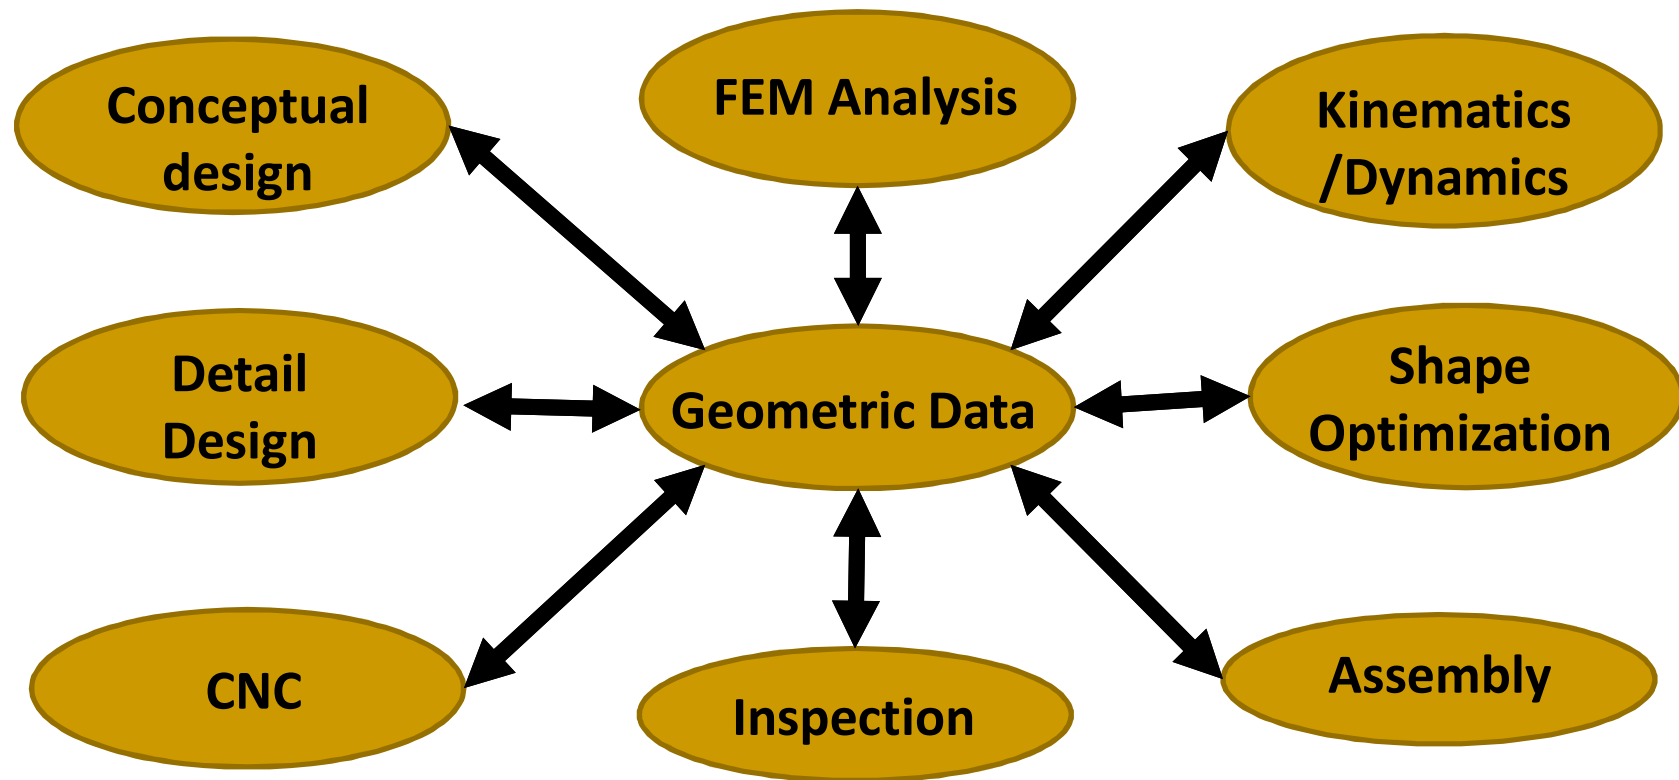 Conceptual
design
FEM Analysis
Kinematics
/Dynamics
Detail
Design
Geometric Data
Shape
Optimization
CNC
Inspection
Assembly